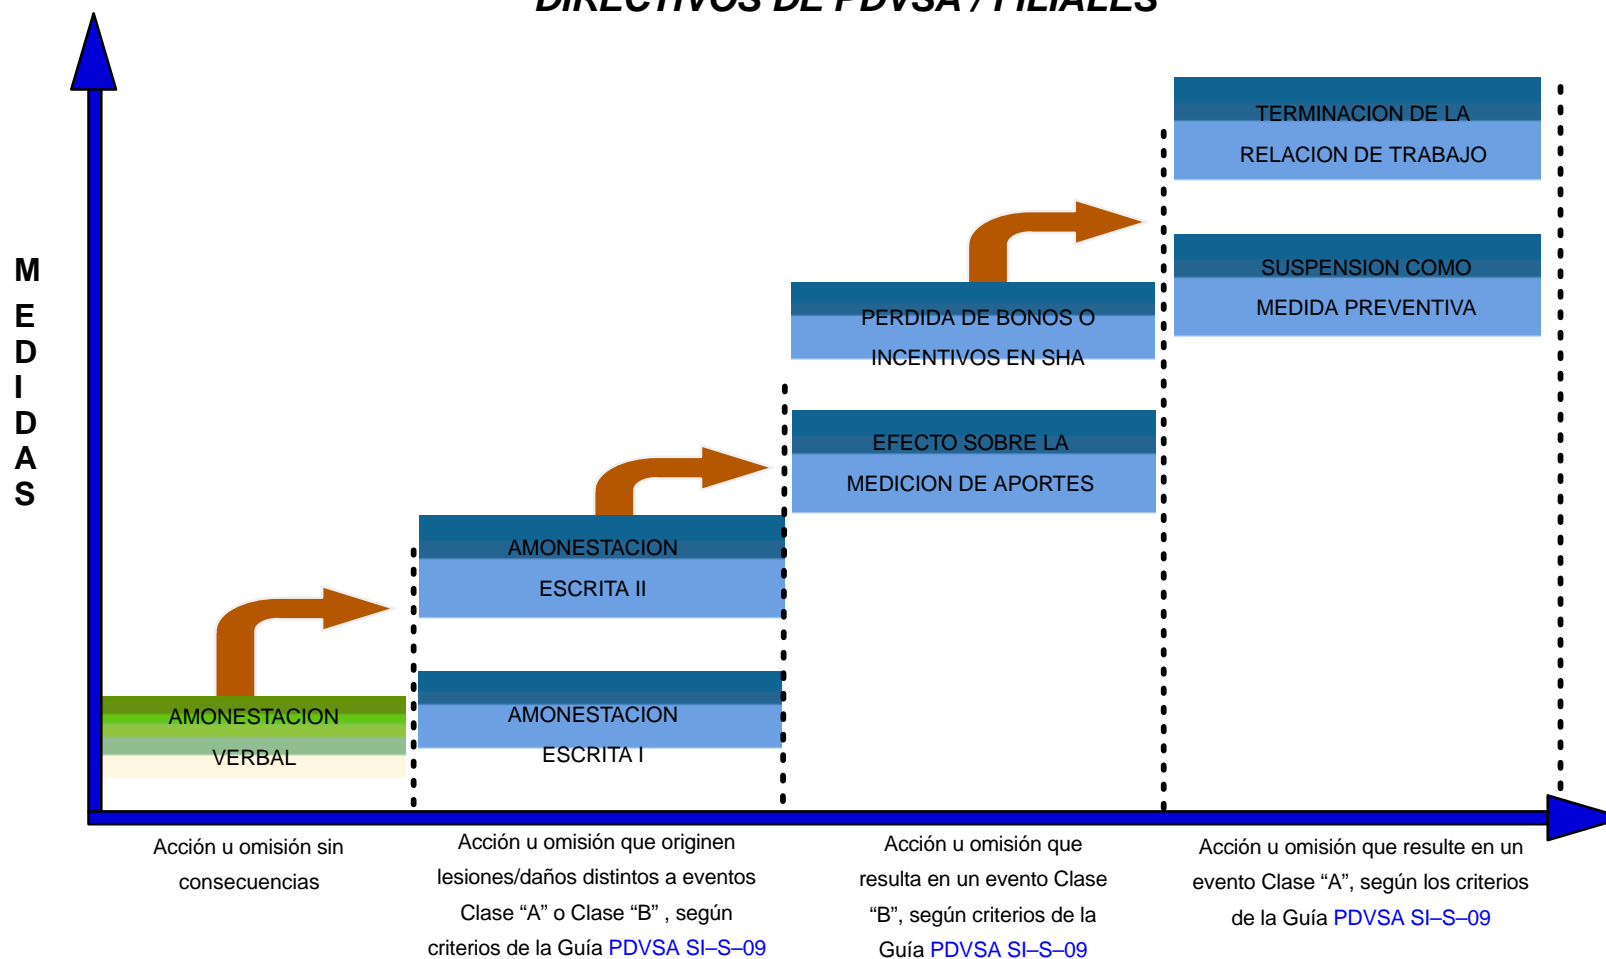 DIRECTIVOS DE PDVSA / FILIALES
TERMINACION DE LA
RELACION DE TRABAJO
SUSPENSION COMO
MEDIDA PREVENTIVA
PERDIDA DE BONOS O
INCENTIVOS EN SHA
EFECTO SOBRE LA
MEDICION DE APORTES
AMONESTACION
ESCRITA II
AMONESTACION
ESCRITA I
AMONESTACION
VERBAL
M
E
D
I
D
A
S
Acción u omisión sin
consecuencias
Acción u omisión que originen
lesiones/daños distintos a eventos
Clase “A” o Clase “B” , según
criterios de la Guía PDVSA SI–S–09
Acción u omisión que
resulta en un evento Clase
“B”, según criterios de la
Guía PDVSA SI–S–09
Acción u omisión que resulte en un
evento Clase “A”, según los criterios
de la Guía PDVSA SI–S–09